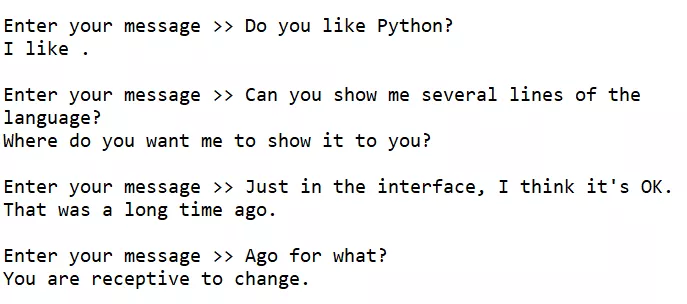 Enter your message >> Do you like Python?
I like .
Enter your message >> Can you show me several lines of the
language?
Where do you want me to show it to you?
Enter your message >> Just in the interface, I think it's OK.
That was a long time ago.
Enter your message >> Ago for what?
You are receptive to change.